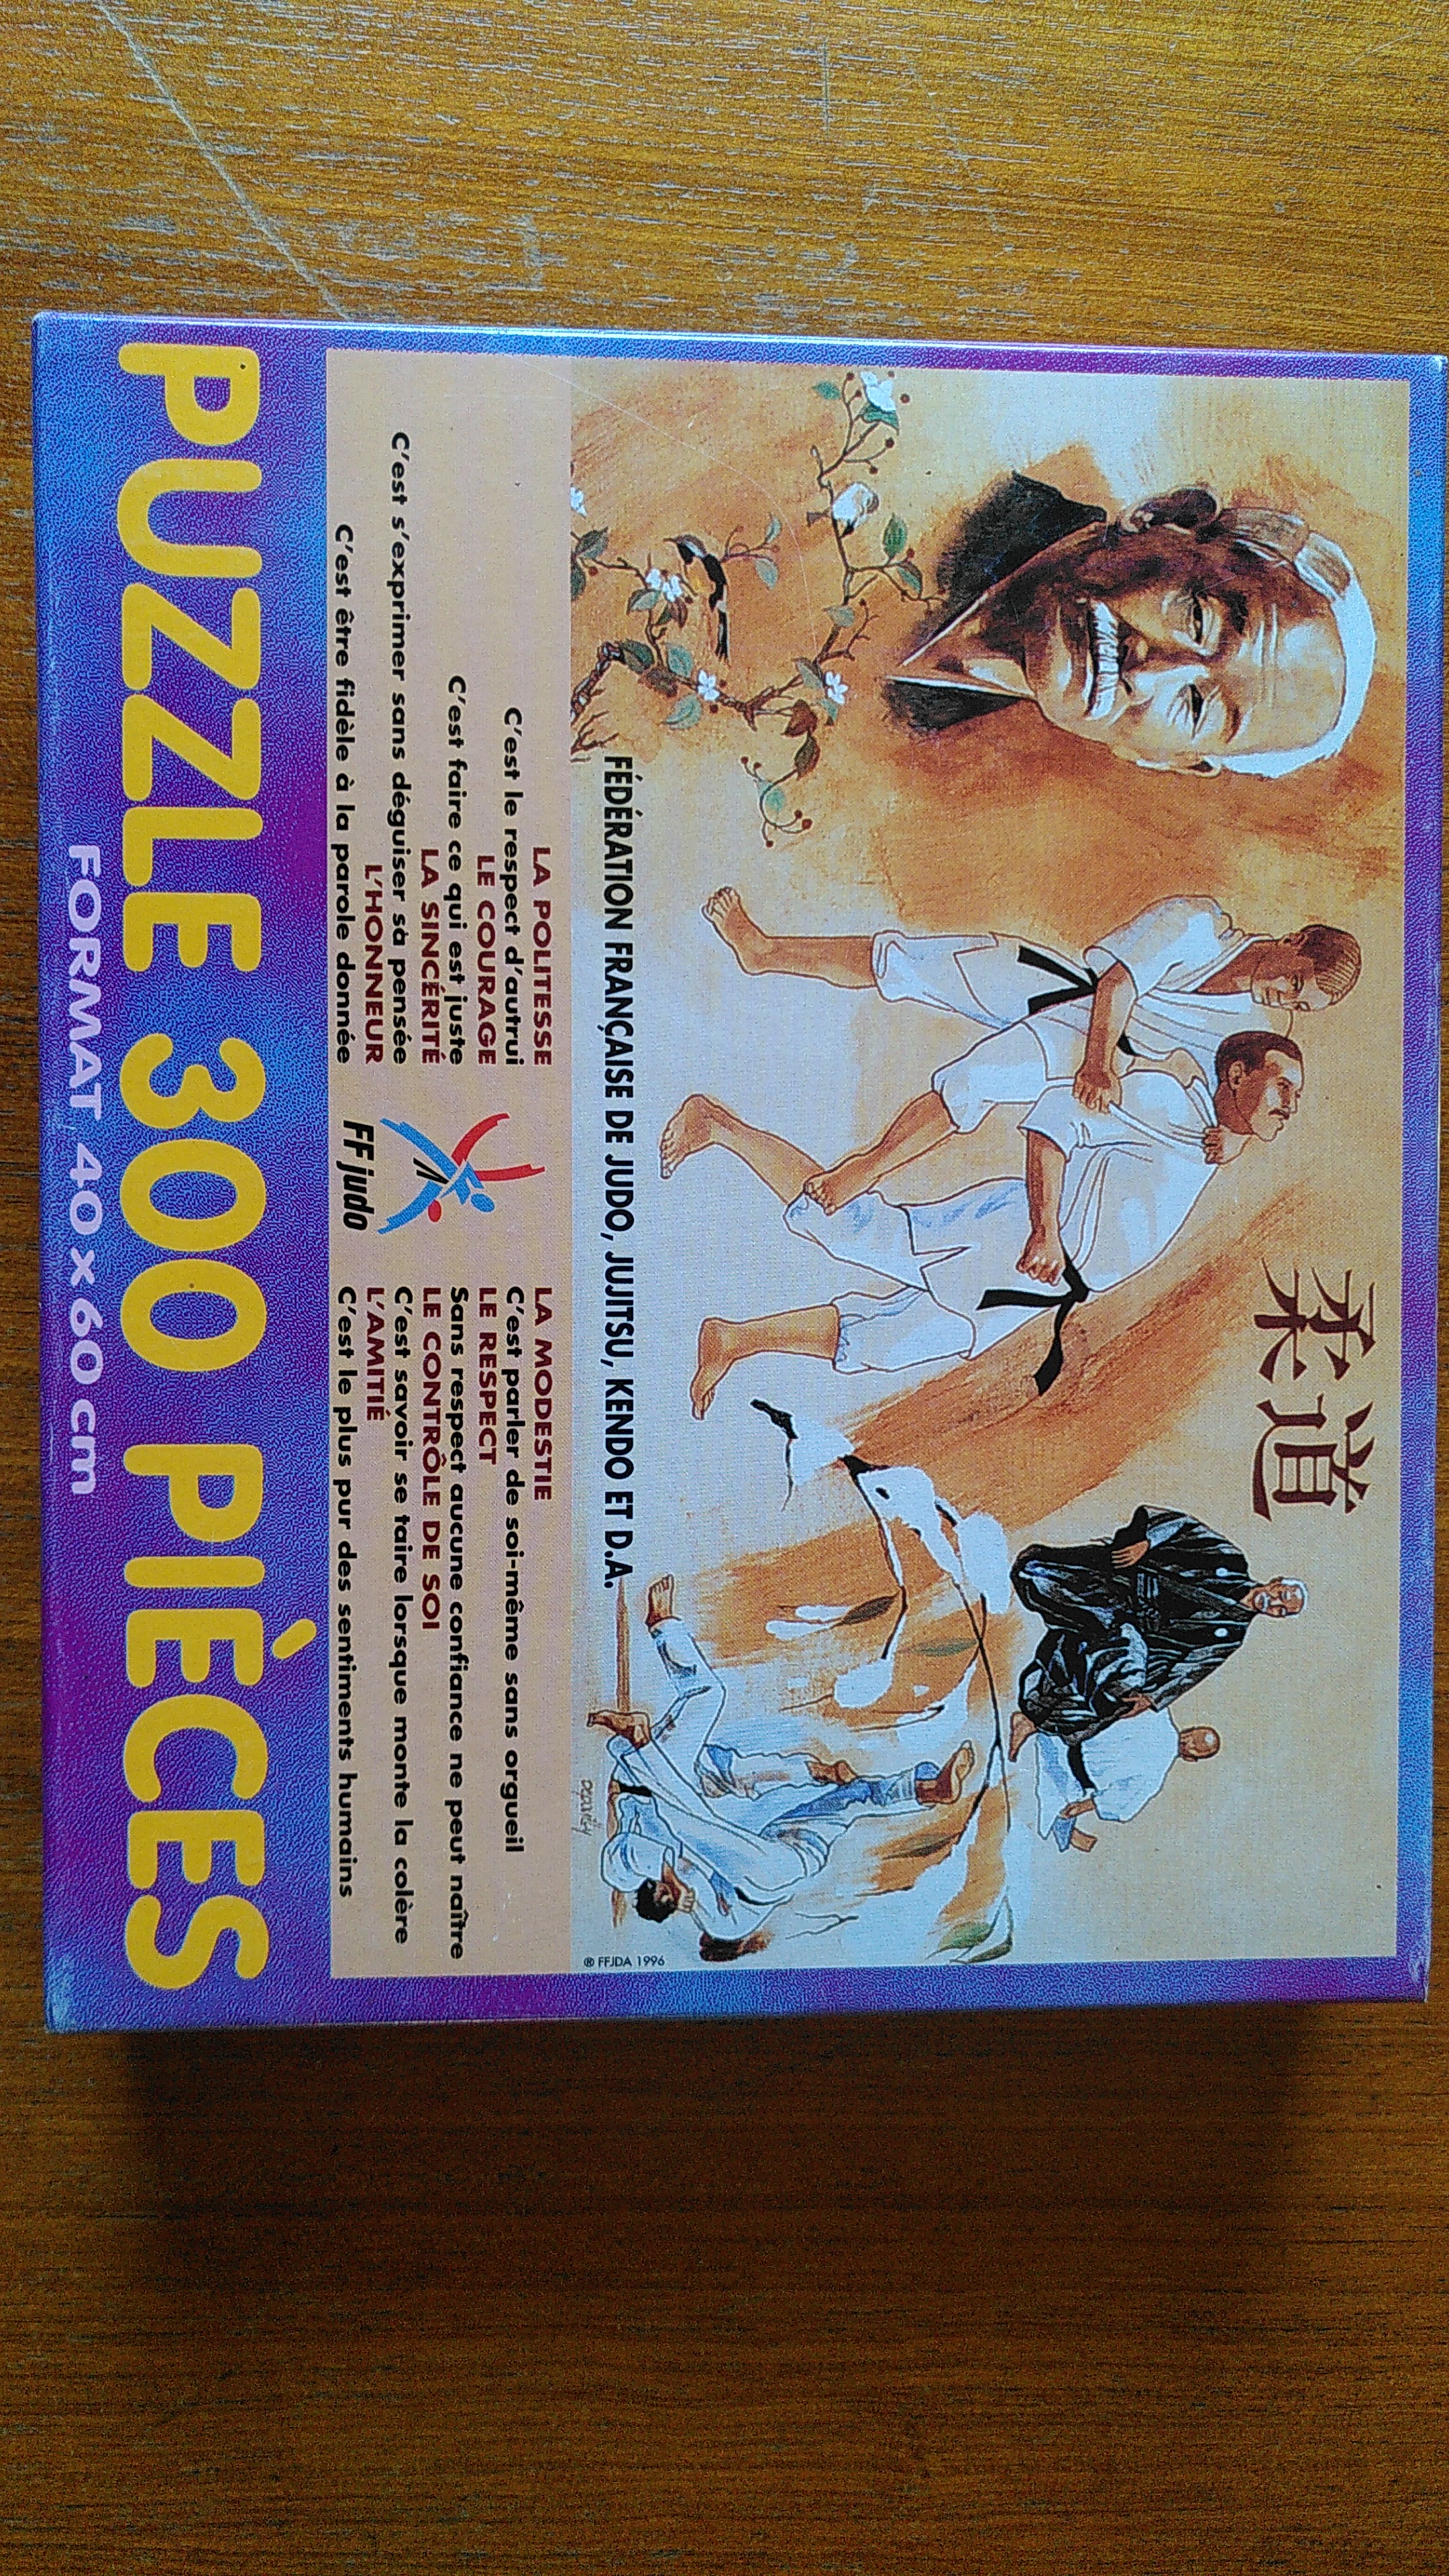 柔道
FÉDÉRATION FRANÇAISE DE JUDO, JUJITSU, KENDO ET D.A.
® FFJDA 1996
LA POLITESSE
C'est le respect d'autrui
LE COURAGE
C'est faire ce qui est juste
LA SINCÉRITÉ
C'est s'exprimer sans déguiser sa pensée
L'HONNEUR
C'est être fidèle à la parole donnée
FF judo
LA MODESTIE
C'est parler de soi-même sans orgueil
LE RESPECT
Sans respect aucune confiance ne peut naître
LE CONTRÔLE DE SOI
C'est savoir se taire lorsque monte la colère
L'AMITIÉ
C'est le plus pur des sentiments humains
PUZZLE 300 PIÈCES
FORMAT 40 x 60 cm